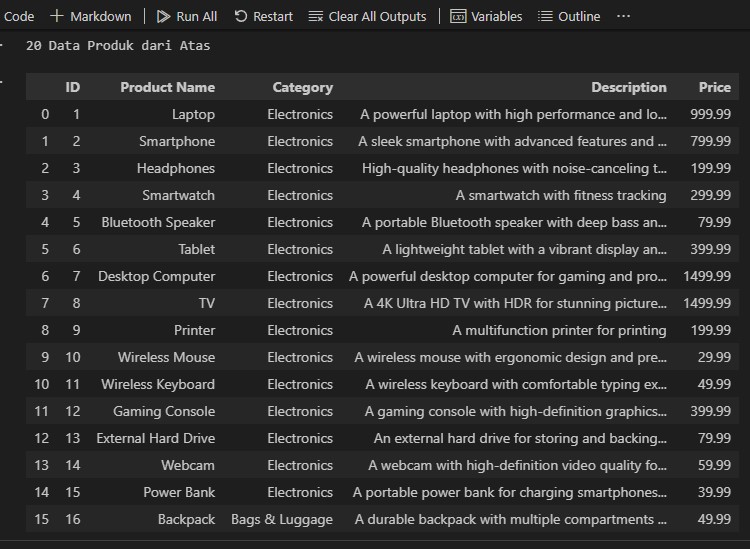 Code + Markdown Run All Restart Clear All Outputs Variables Outline ...
20 Data Produk dari Atas
ID Product Name Category Description Price
0 1 Laptop Electronics A powerful laptop with high performance and lo... 999.99
1 2 Smartphone Electronics A sleek smartphone with advanced features and ... 799.99
2 3 Headphones Electronics High-quality headphones with noise-canceling t... 199.99
3 4 Smartwatch Electronics A smartwatch with fitness tracking 299.99
4 5 Bluetooth Speaker Electronics A portable Bluetooth speaker with deep bass an... 79.99
5 6 Tablet Electronics A lightweight tablet with a vibrant display an... 399.99
6 7 Desktop Computer Electronics A powerful desktop computer for gaming and pro... 1499.99
7 8 TV Electronics A 4K Ultra HD TV with HDR for stunning picture... 1499.99
8 9 Printer Electronics A multifunction printer for printing 199.99
9 10 Wireless Mouse Electronics A wireless mouse with ergonomic design and pre... 29.99
10 11 Wireless Keyboard Electronics A wireless keyboard with comfortable typing ex... 49.99
11 12 Gaming Console Electronics A gaming console with high-definition graphics... 399.99
12 13 External Hard Drive Electronics An external hard drive for storing and backing... 79.99
13 14 Webcam Electronics A webcam with high-definition video quality fo... 59.99
14 15 Power Bank Electronics A portable power bank for charging smartphones... 39.99
15 16 Backpack Bags & Luggage A durable backpack with multiple compartments ... 49.99